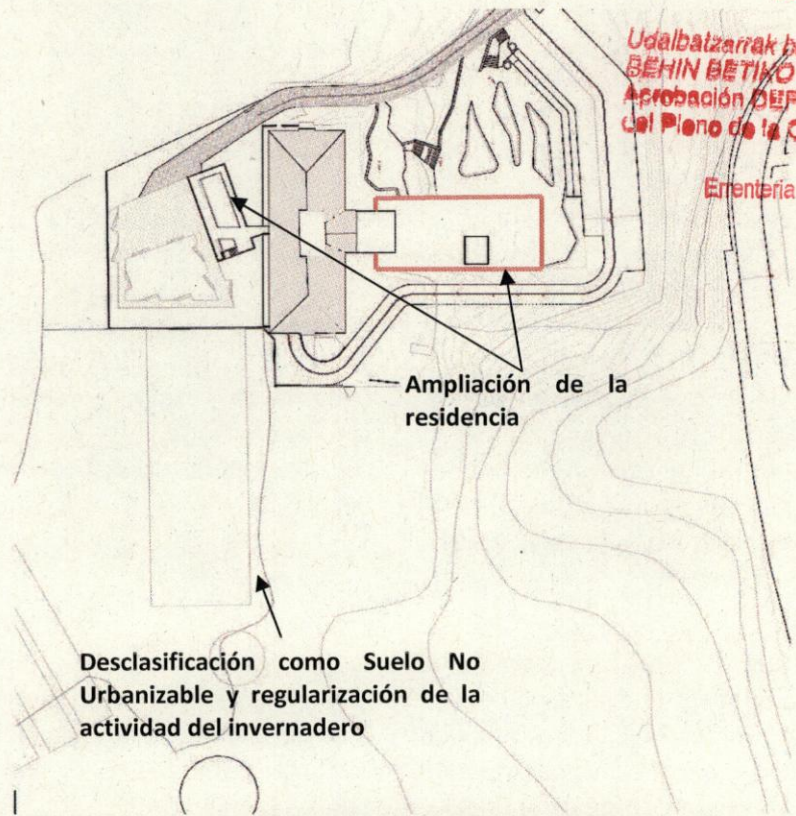 Udalbatzarrak
BEHIN BETIKO
Aprobación
del Pleno de la
Errenteria
Ampliación de la
residencia
Desclasificación como Suelo No
Urbanizable y regularización de la
actividad del invernadero